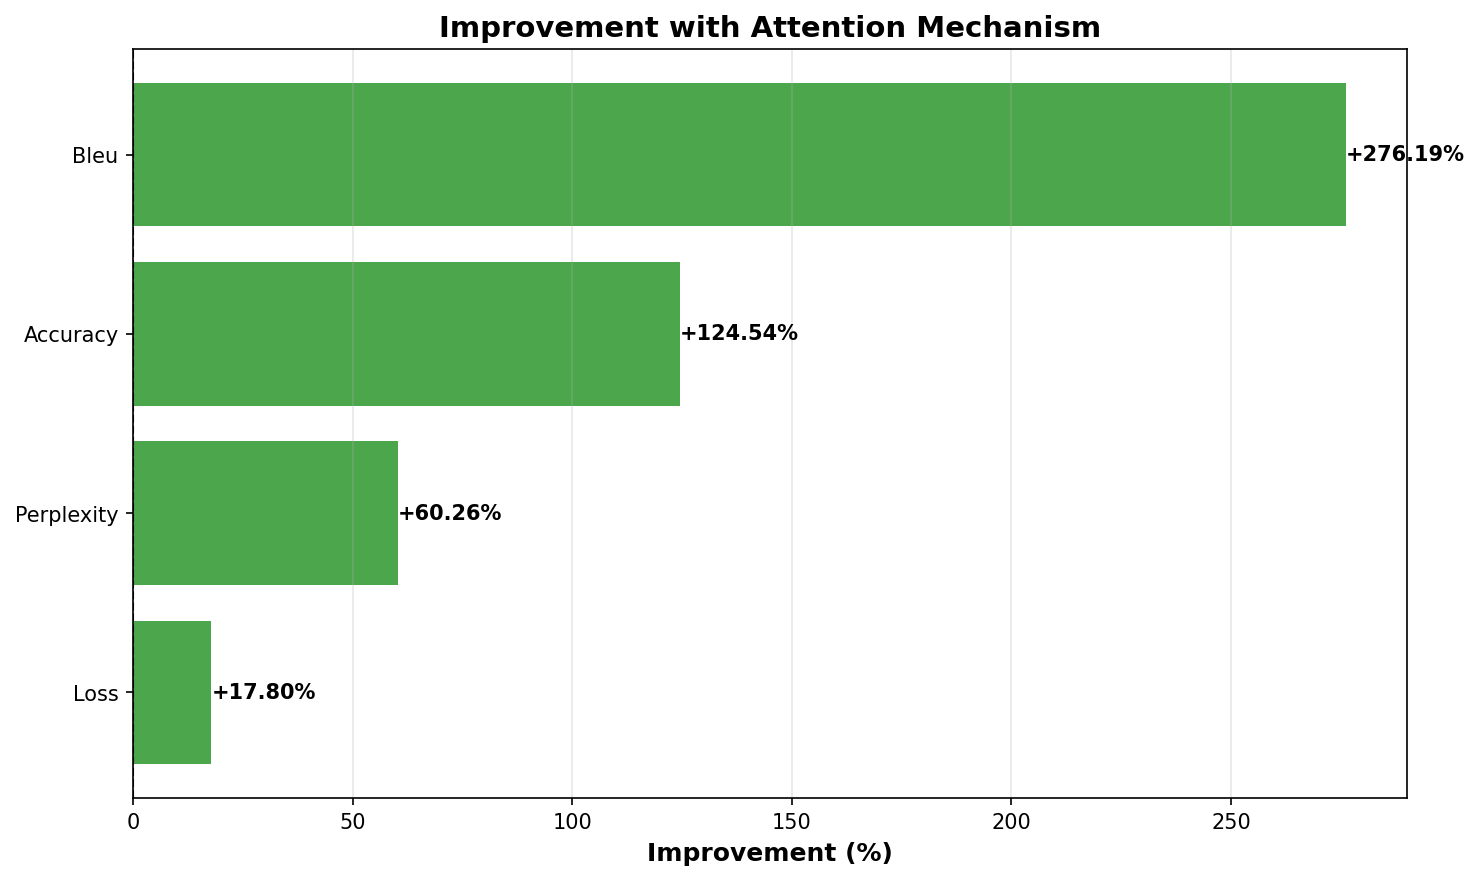 Improvement with Attention Mechanism
Bleu
+276.19%
Accuracy
+124.54%
Perplexity
+60.26%
Loss
+17.80%
0 50 100 150 200 250
Improvement (%)